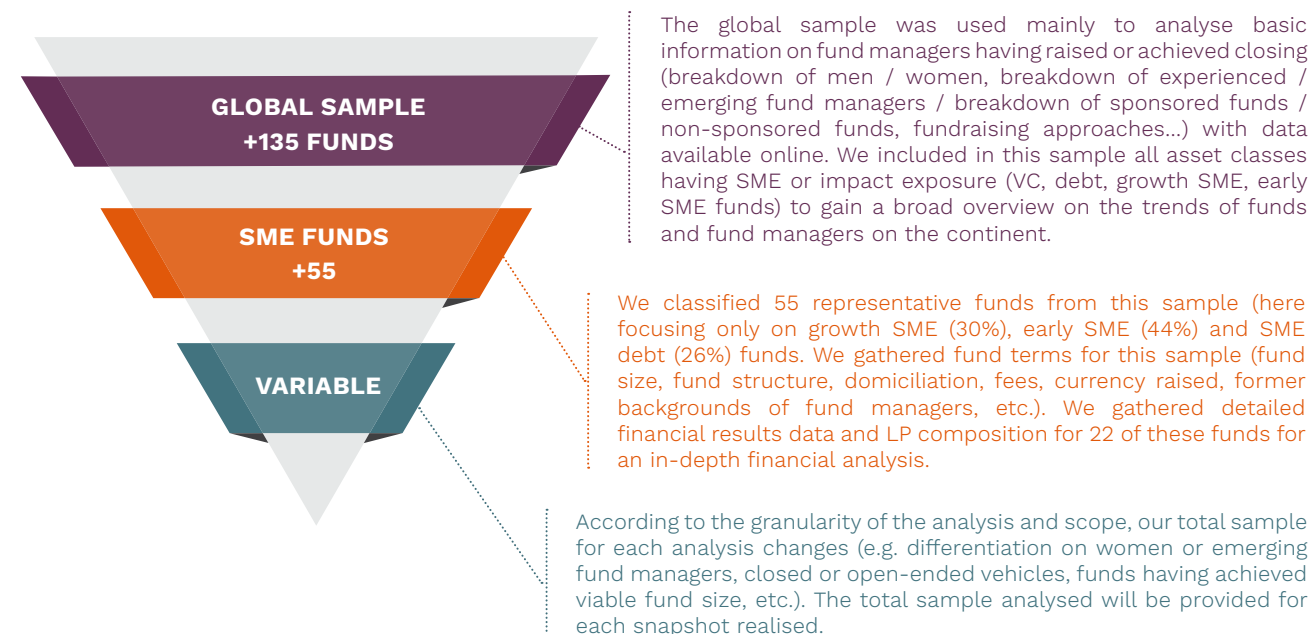 GLOBAL SAMPLE
+135 FUNDS
The global sample was used mainly to analyse basic
information on fund managers having raised or achieved closing
(breakdown of men / women, breakdown of experienced /
emerging fund managers / breakdown of sponsored funds /
non-sponsored funds, fundraising approaches...) with data
available online. We included in this sample all asset classes
having SME or impact exposure (VC, debt, growth SME, early
SME funds) to gain a broad overview on the trends of funds
and fund managers on the continent.
SME FUNDS
+55
We classified 55 representative funds from this sample (here
focusing only on growth SME (30%), early SME (44%) and SME
debt (26%) funds. We gathered fund terms for this sample (fund
size, fund structure, domiciliation, fees, currency raised, former
backgrounds of fund managers, etc.). We gathered detailed
financial results data and LP composition for 22 of these funds for
an in-depth financial analysis.
VARIABLE
According to the granularity of the analysis and scope, our total sample
for each analysis changes (e.g. differentiation on women or emerging
fund managers, closed or open-ended vehicles, funds having achieved
viable fund size, etc.). The total sample analysed will be provided for
each snapshot realised.